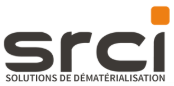 srci
SOLUTIONS DE DÉMATÉRIALISATION